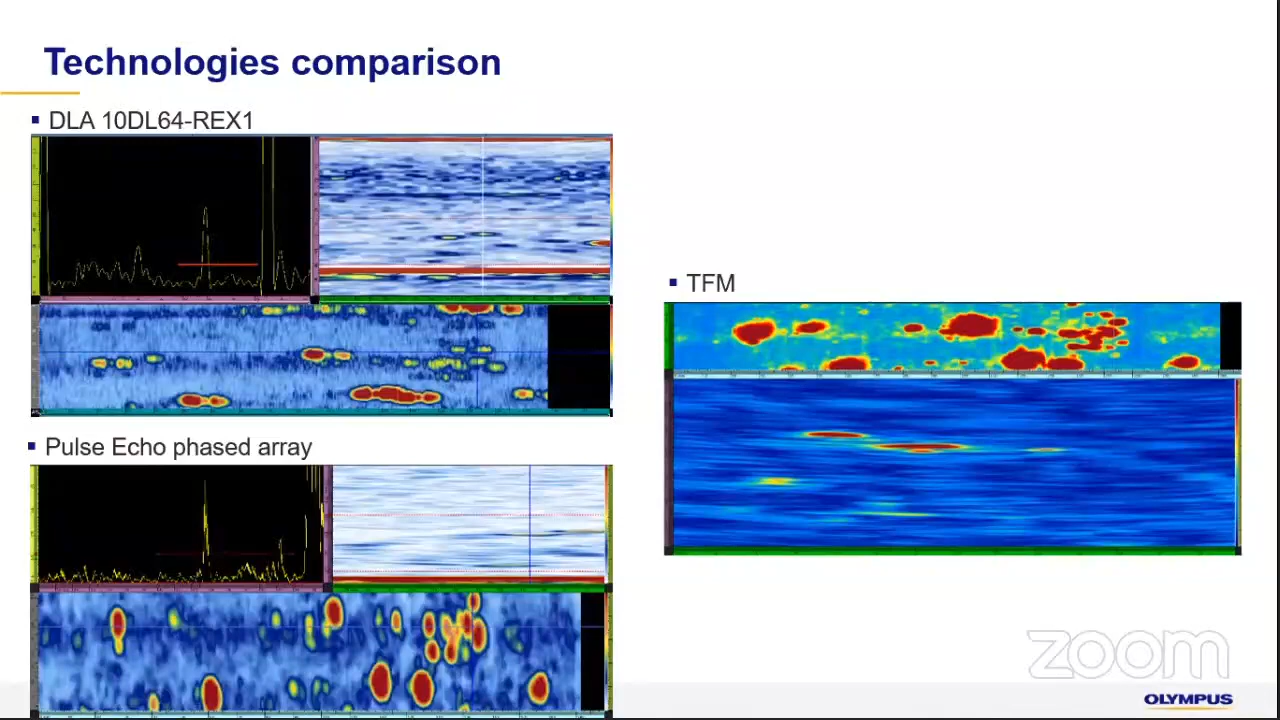 Technologies comparison
DLA 10DL64-REX1
TFM
Pulse Echo phased array
zoom
OLYMPUS